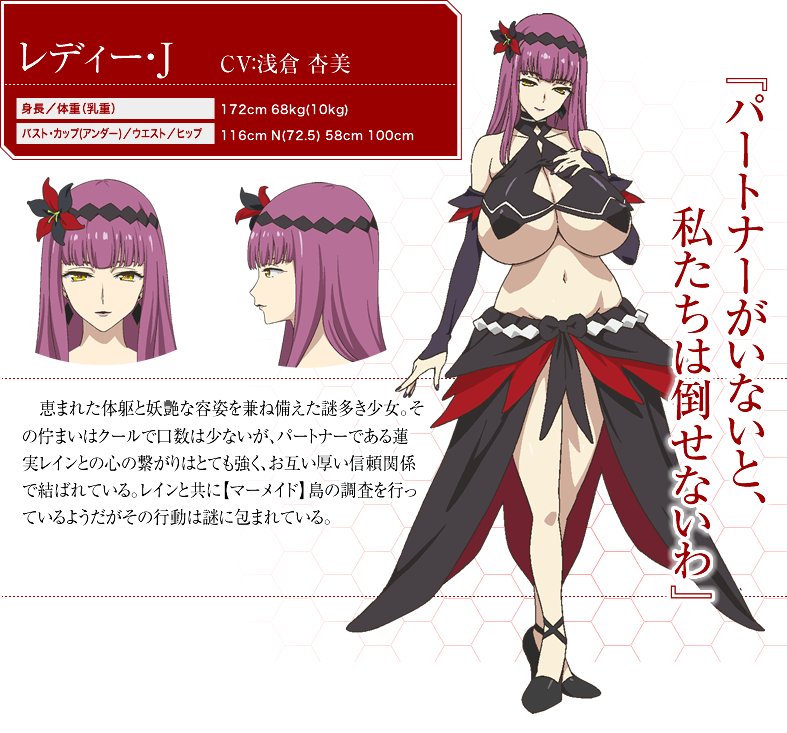 レディー・J
CV:浅倉 杏美
身長／体重（乳重）
172cm 68kg(10kg)
バスト・カップ(アンダー)／ウエスト／ヒップ
116cm N(72.5) 58cm 100cm
『パートナーがいないと、
私たちは倒せないわ』
恵まれた体躯と妖艶な容姿を兼ね備えた謎多き少女。そ
の佇まいはクールで口数は少ないが、パートナーである蓮
実レインとの心の繋がりはとても強く、お互い厚い信頼関係
で結ばれている。レインと共に【マーメイド】島の調査を行っ
ているようだがその行動は謎に包まれている。